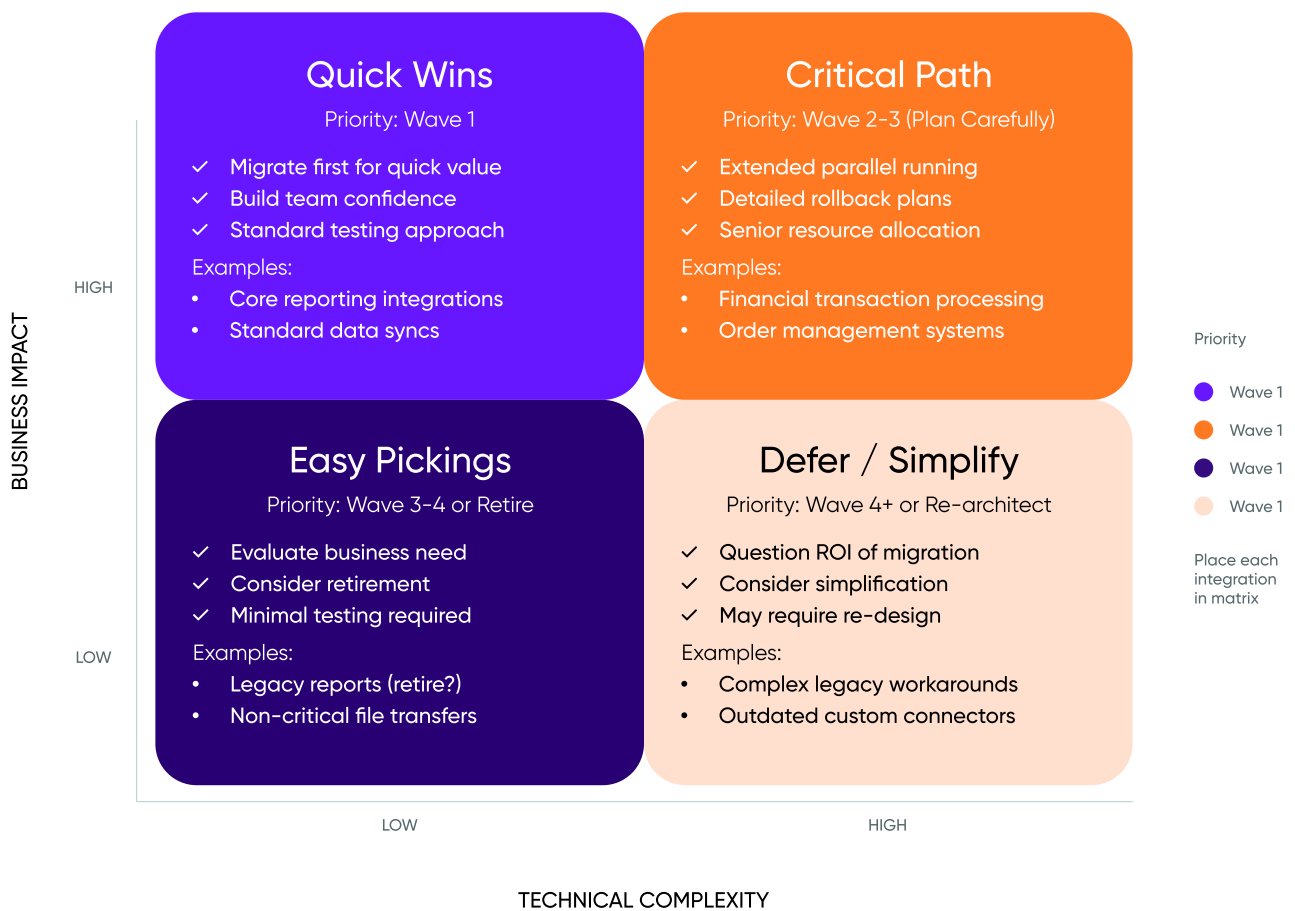 Quick Wins
Priority: Wave 1
Migrate first for quick value
Build team confidence
Standard testing approach
Examples:
• Core reporting integrations
• Standard data syncs
Critical Path
Priority: Wave 2-3 (Plan Carefully)
Extended parallel running
Detailed rollback plans
Senior resource allocation
Examples:
• Financial transaction processing
• Order management systems
Easy Pickings
Priority: Wave 3-4 or Retire
Evaluate business need
Consider retirement
Minimal testing required
Examples:
• Legacy reports (retire?)
• Non-critical file transfers
Defer / Simplify
Priority: Wave 4+ or Re-architect
Question ROI of migration
Consider simplification
May require re-design
Examples:
• Complex legacy workarounds
• Outdated custom connectors
BUSINESS IMPACT
HIGH
LOW
LOW
HIGH
TECHNICAL COMPLEXITY
Priority
Wave 1
Wave 1
Wave 1
Wave 1
Place each
integration
in matrix